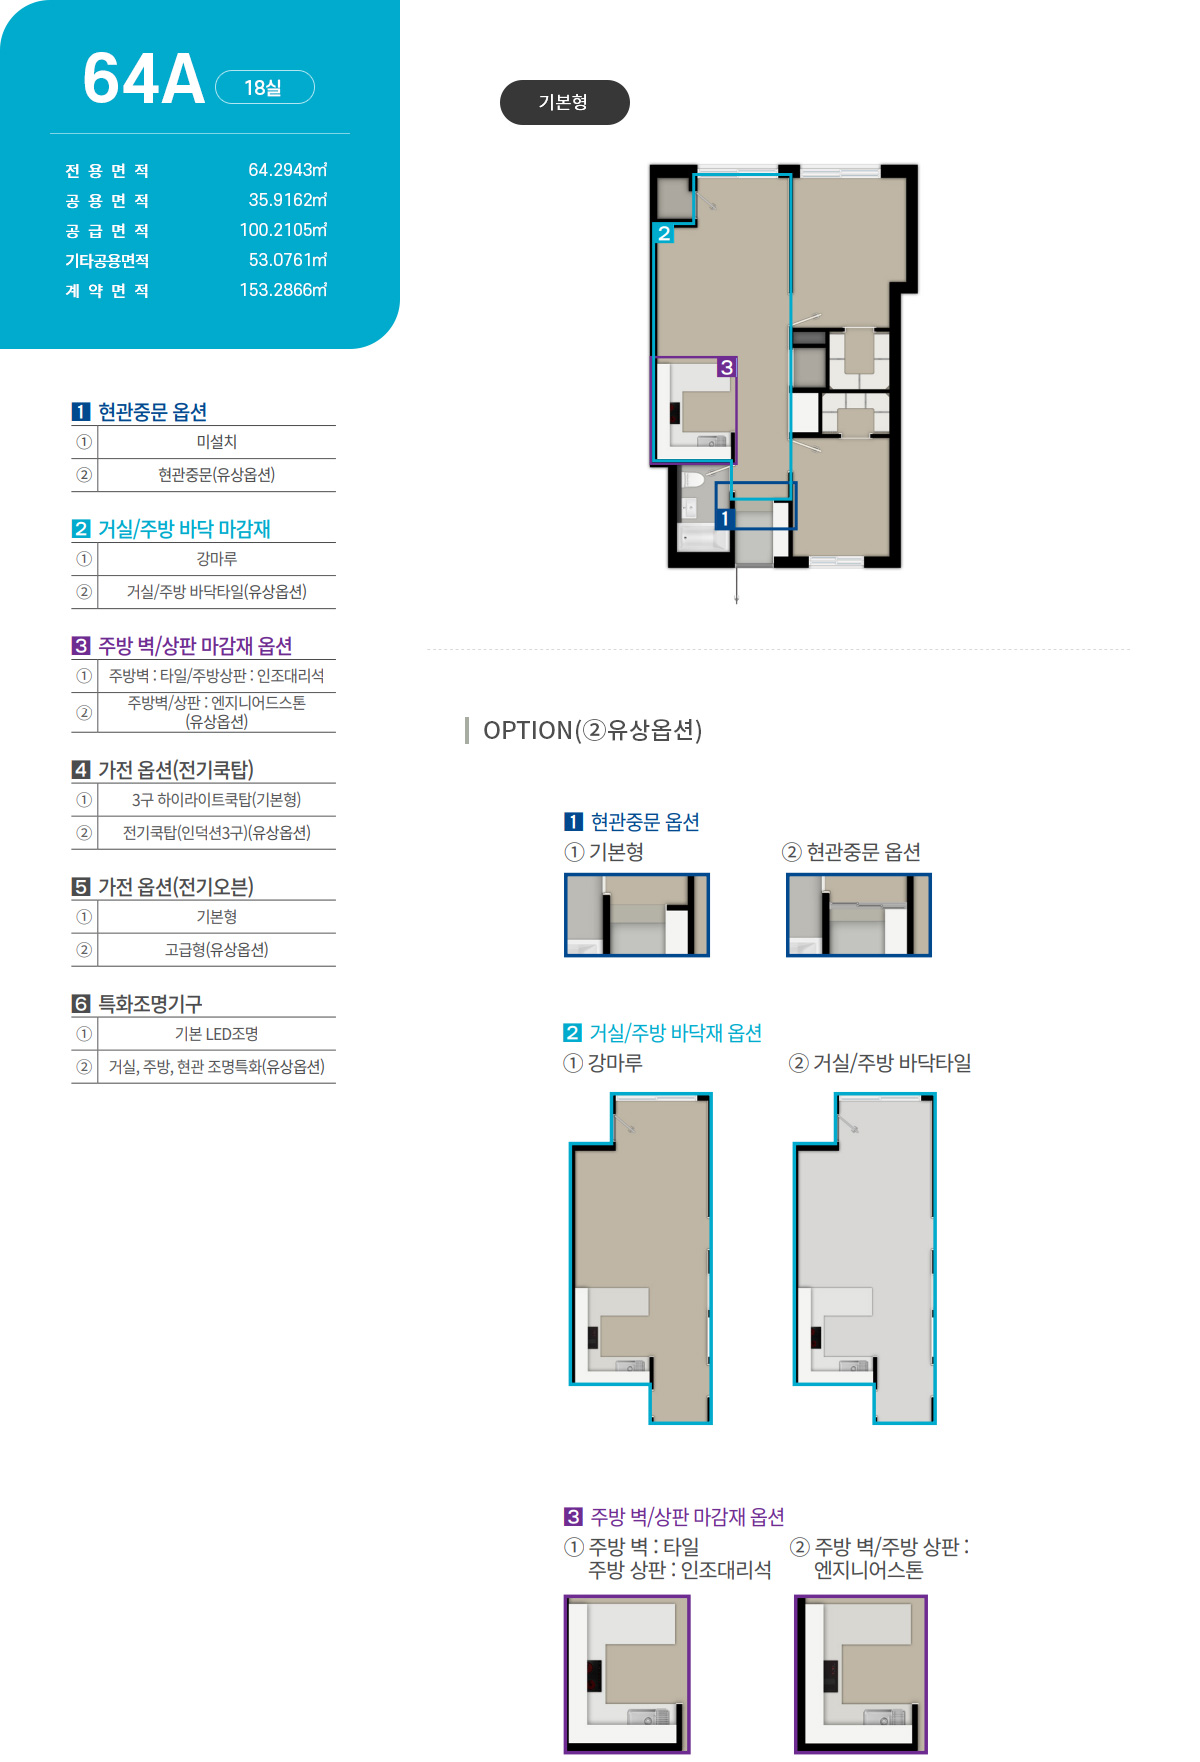 64A
18실
전용면적 64.2943㎡
공용면적 35.9162㎡
공급면적 100.2105㎡
기타공용면적 53.0761㎡
계약면적 153.2866㎡
1 현관중문 옵션
① 미설치
② 현관중문(유상옵션)
2 거실/주방 바닥 마감재
① 강마루
② 거실/주방 바닥타일(유상옵션)
3 주방 벽/상판 마감재 옵션
① 주방벽 : 타일/주방상판 : 인조대리석
② 주방벽/상판 : 엔지니어드스톤
(유상옵션)
4 가전 옵션(전기쿡탑)
① 3구 하이라이트쿡탑(기본형)
② 전기쿡탑(인덕션3구)(유상옵션)
5 가전 옵션(전기오븐)
① 기본형
② 고급형(유상옵션)
6 특화조명기구
① 기본 LED조명
② 거실, 주방, 현관 조명특화(유상옵션)
기본형
2
3
1
OPTION(②유상옵션)
1 현관중문 옵션
① 기본형
② 현관중문 옵션
2 거실/주방 바닥재 옵션
① 강마루
② 거실/주방 바닥타일
3 주방 벽/상판 마감재 옵션
① 주방 벽 : 타일
주방 상판 : 인조대리석
② 주방 벽/주방 상판 :
엔지니어스톤